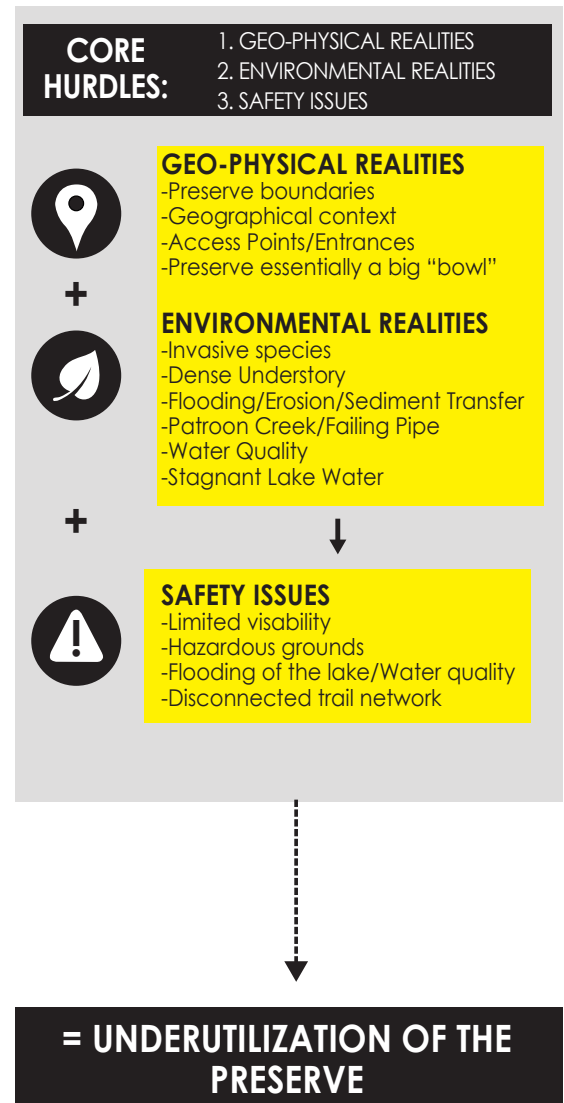 CORE
HURDLES:
1. GEO-PHYSICAL REALITIES
2. ENVIRONMENTAL REALITIES
3. SAFETY ISSUES
GEO-PHYSICAL REALITIES
-Preserve boundaries
-Geographical context
-Access Points/Entrances
-Preserve essentially a big “bowl”
+
ENVIRONMENTAL REALITIES
-Invasive species
-Dense Understory
-Flooding/Erosion/Sediment Transfer
-Patroon Creek/Failing Pipe
-Water Quality
-Stagnant Lake Water
+
SAFETY ISSUES
-Limited visability
-Hazardous grounds
-Flooding of the lake/Water quality
-Disconnected trail network
= UNDERUTILIZATION OF THE
PRESERVE